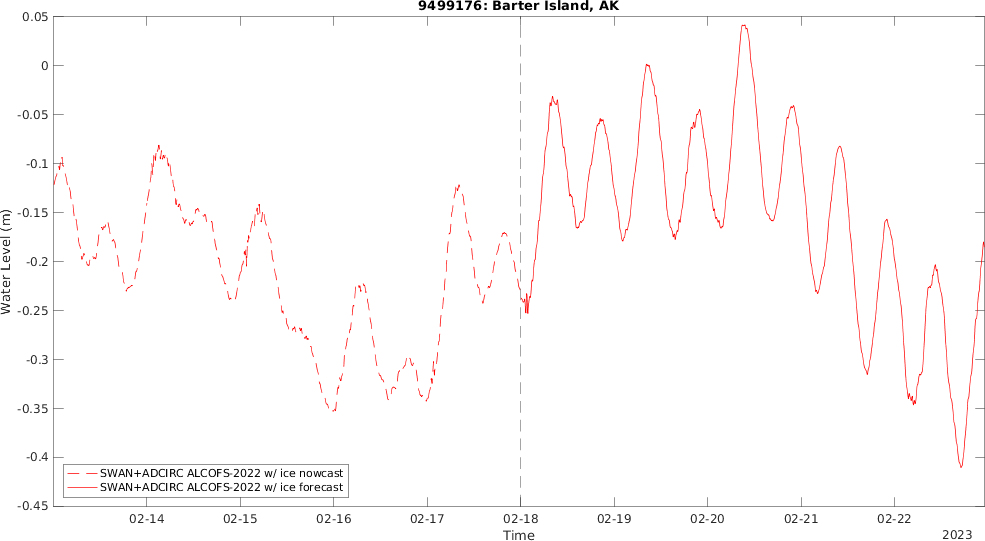 9499176: Barter Island, AK
0.05
0
-0.05
-0.1
-0.15
-0.2
-0.25
-0.3
-0.35
-0.4
-0.45
Water Level (m)
SWAN+ADCIRC ALCOFS-2022 w/ ice nowcast
SWAN+ADCIRC ALCOFS-2022 w/ ice forecast
02-14 02-15 02-16 02-17 02-18 02-19 02-20 02-21 02-22
Time
2023